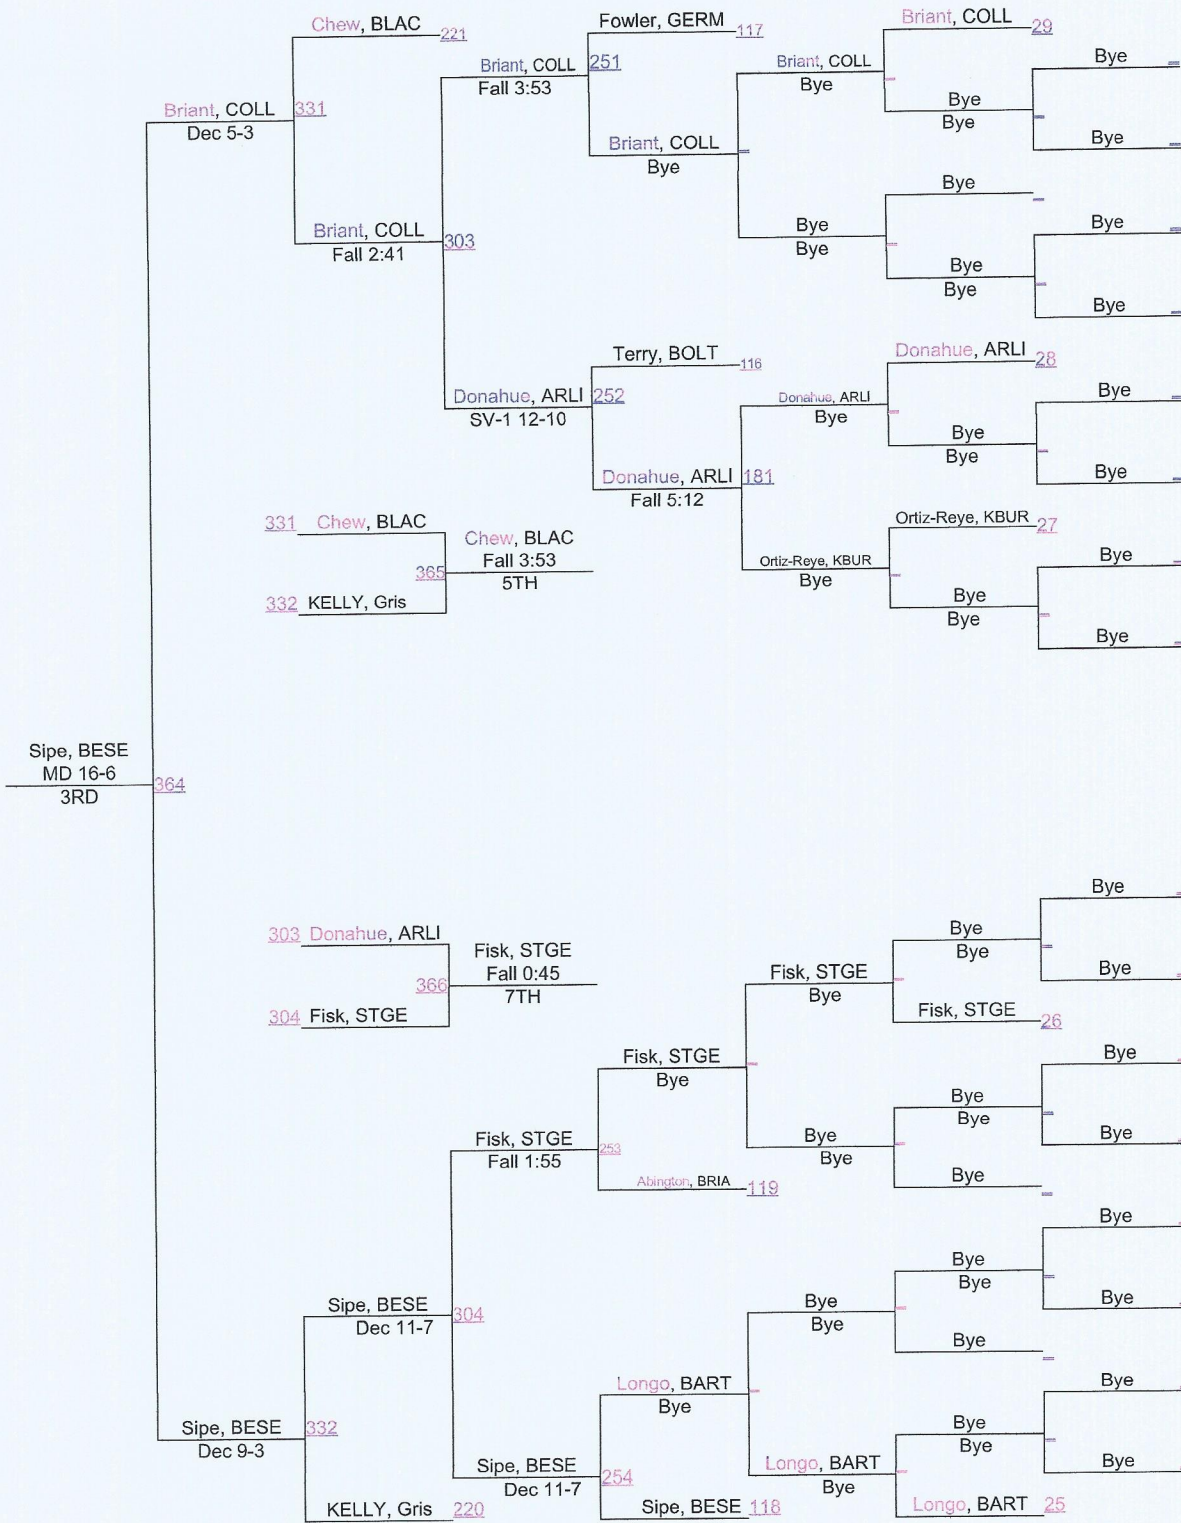 Chew, BLAC 221
Fowler, GERM 117
Briant, COLL 29
Briant, COLL 251
Fall 3:53
Briant, COLL
Bye
Bye
Briant, COLL 331
Dec 5-3
Bye
Bye
Briant, COLL
Bye
Bye
Bye
Briant, COLL 303
Fall 2:41
Bye
Bye
Bye
Bye
Bye
Bye
Terry, BOLT 116
Donahue, ARLI 28
Donahue, ARLI 252
SV-1 12-10
Donahue, ARLI
Bye
Bye
Bye
Bye
Donahue, ARLI 181
Fall 5:12
Bye
331 Chew, BLAC
Chew, BLAC
Fall 3:53
365
5TH
332 KELLY, Gris
Ortiz-Reye, KBUR 27
Ortiz-Reye, KBUR
Bye
Bye
Bye
Bye
Bye
Sipe, BESE
MD 16-6
364
3RD
Bye
303 Donahue, ARLI
Fisk, STGE
Fall 0:45
366
7TH
304 Fisk, STGE
Bye
Bye
Fisk, STGE
Bye
Bye
Fisk, STGE 26
Fisk, STGE
Bye
Bye
Bye
Bye
Fisk, STGE 253
Fall 1:55
Bye
Bye
Bye
Abington, BRIA 119
Bye
Bye
Bye
Bye
Sipe, BESE 304
Dec 11-7
Bye
Bye
Bye
Bye
Longo, BART
Bye
Bye
Sipe, BESE 332
Dec 9-3
Bye
Bye
Sipe, BESE 254
Dec 11-7
Longo, BART
Bye
Bye
KELLY, Gris 220
Sipe, BESE 118
Longo, BART 25